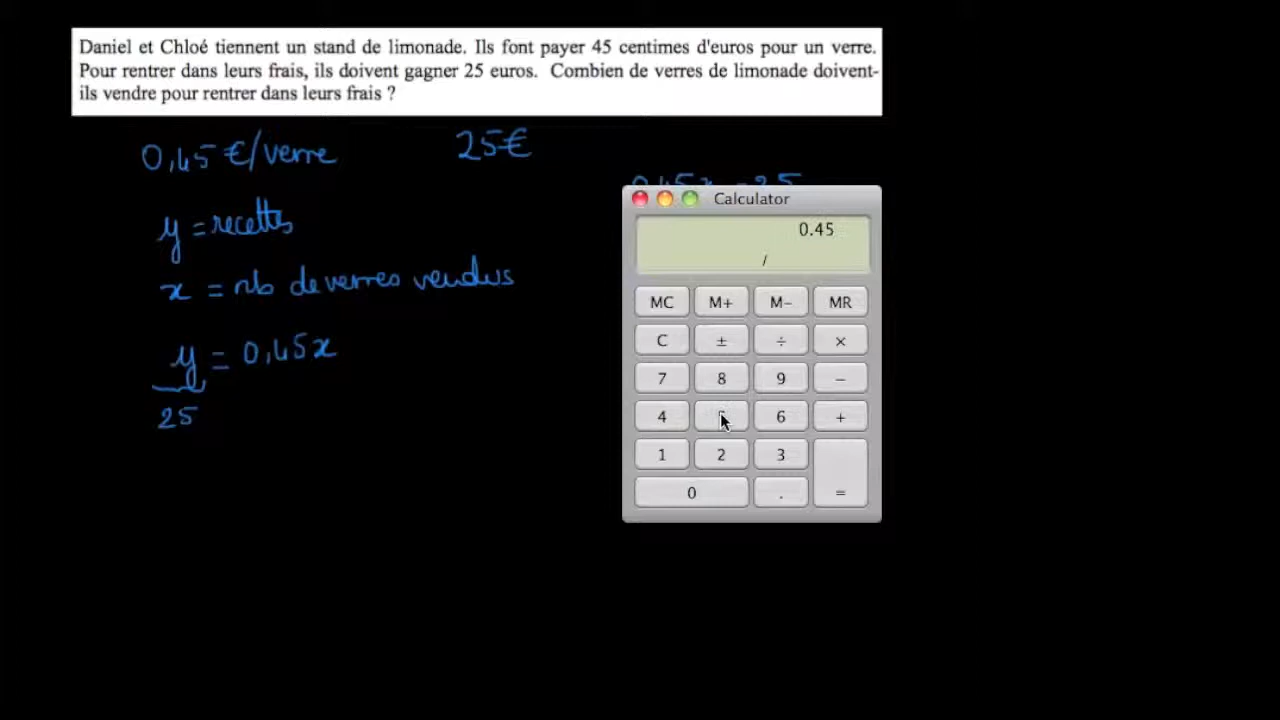 Daniel et Chloé tiennent un stand de limonade. Ils font payer 45 centimes d'euros pour un verre.
Pour rentrer dans leurs frais, ils doivent gagner 25 euros. Combien de verres de limonade doivent-
ils vendre pour rentrer dans leurs frais ?
0,45 €/verre
25€
y = recettes
x = nb de verres vendus
y = 0,45x
25
Calculator
0.45
/
MC M+ M− MR
C ± ÷ ×
7 8 9 −
4 6 +
1 2 3
0 . =